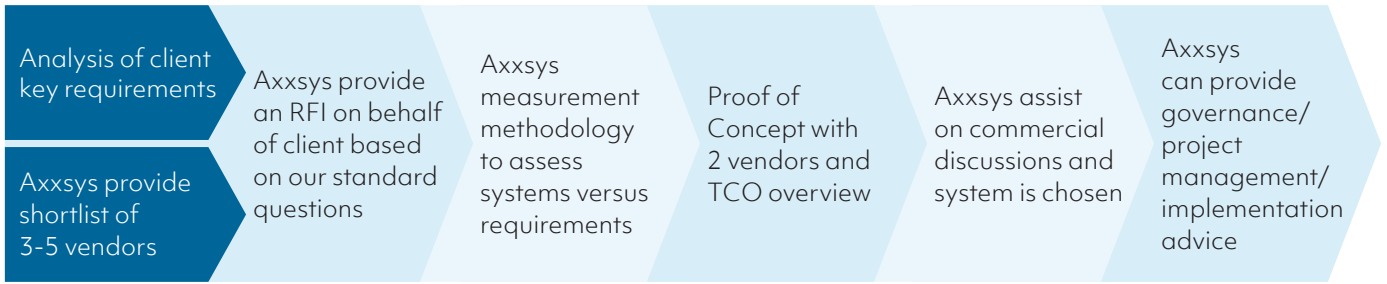 Analysis of client
key requirements
Axxsys provide
shortlist of
3-5 vendors
Axxsys provide
an RFI on behalf
of client based
on our standard
questions
Axxsys
measurement
methodology
to assess
systems versus
requirements
Proof of
Concept with
2 vendors and
TCO overview
Axxsys assist
on commercial
discussions and
system is chosen
Axxsys
can provide
governance/
project
management/
implementation
advice